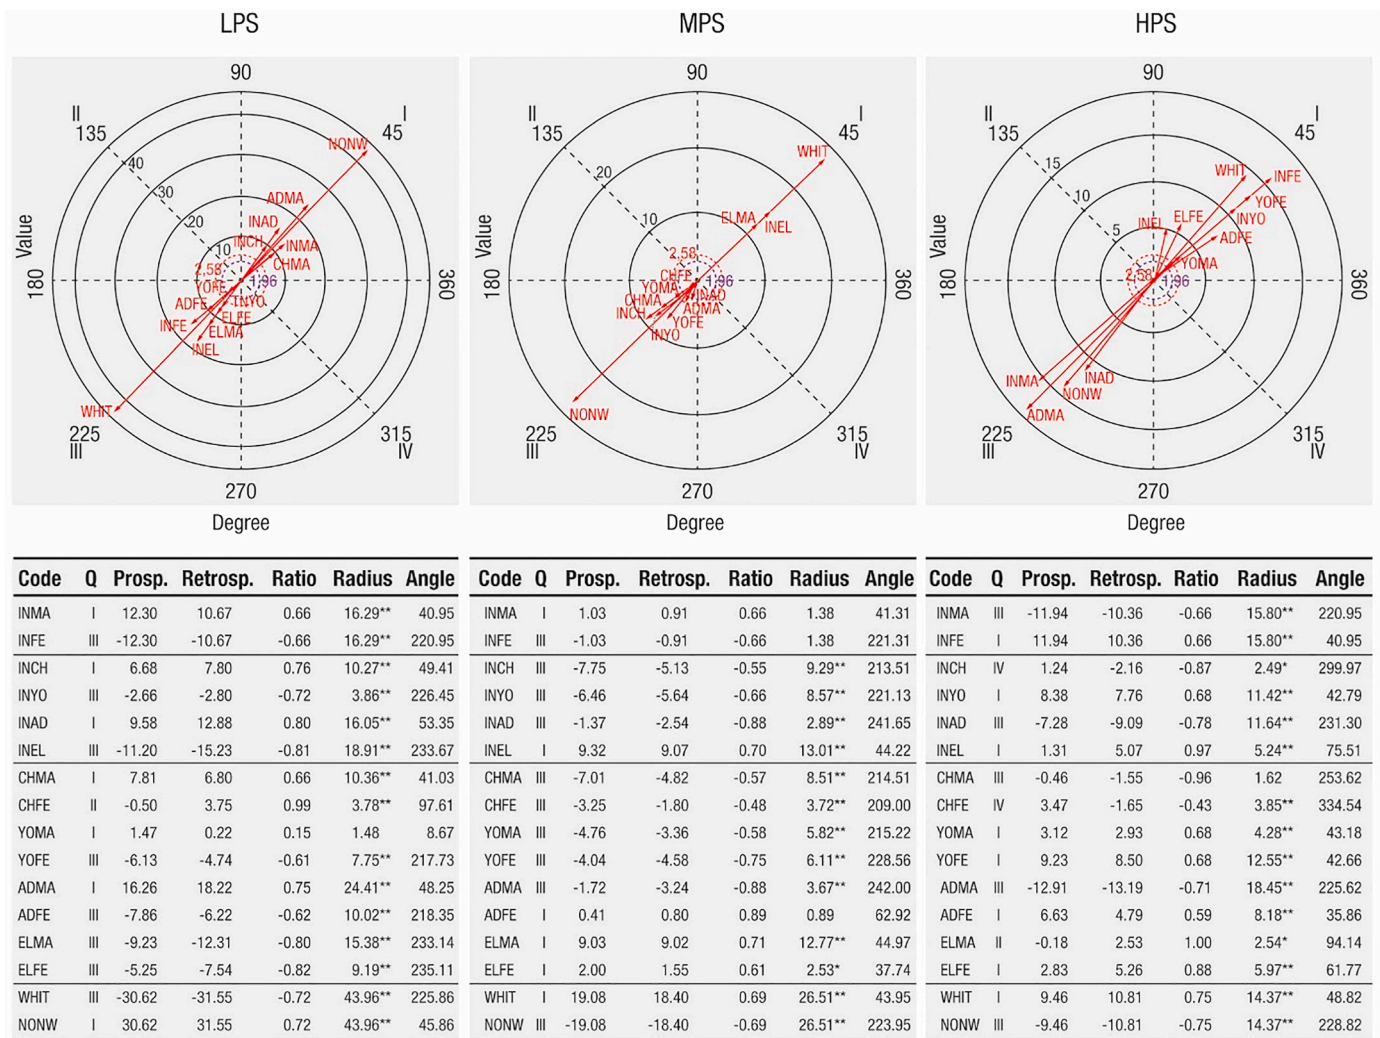 LPS MPS HPS
90 90 90
II I II I II I
135 45 135 45 135 45
NONW WHIT WHIT INFE
40 20 15 YOFE
30 ADMA 10 ELMA INEL 10 INEL ELFE INYO
20 INAD 5 ADFE
10 INCH INMA CHMA YOMA
Value Value Value
2,58 1,96 2,58 1,96 2,58 1,96
180 360 180 360 180 360
YOFE INYO CHFE YOMA INAD
ADFE ELFE CHMA ADMA
INFE ELMA INCH YOFE
INEL INYO INMA INAD
WHIT NONW NONW ADMA
225 315 225 315 225 315
III IV III IV III IV
270 270 270
Degree Degree Degree
Code Q Prosp. Retrosp. Ratio Radius Angle
INMA I 12.30 10.67 0.66 16.29** 40.95
INFE III -12.30 -10.67 -0.66 16.29** 220.95
INCH I 6.68 7.80 0.76 10.27** 49.41
INYO III -2.66 -2.80 -0.72 3.86** 226.45
INAD I 9.58 12.88 0.80 16.05** 53.35
INEL III -11.20 -15.23 -0.81 18.91** 233.67
CHMA I 7.81 6.80 0.66 10.36** 41.03
CHFE II -0.50 3.75 0.99 3.78** 97.61
YOMA I 1.47 0.22 0.15 1.48 8.67
YOFE III -6.13 -4.74 -0.61 7.75** 217.73
ADMA I 16.26 18.22 0.75 24.41** 48.25
ADFE III -7.86 -6.22 -0.62 10.02** 218.35
ELMA III -9.23 -12.31 -0.80 15.38** 233.14
ELFE III -5.25 -7.54 -0.82 9.19** 235.11
WHIT III -30.62 -31.55 -0.72 43.96** 225.86
NONW I 30.62 31.55 0.72 43.96** 45.86
Code Q Prosp. Retrosp. Ratio Radius Angle
INMA I 1.03 0.91 0.66 1.38 41.31
INFE III -1.03 -0.91 -0.66 1.38 221.31
INCH III -7.75 -5.13 -0.55 9.29** 213.51
INYO III -6.46 -5.64 -0.66 8.57** 221.13
INAD III -1.37 -2.54 -0.88 2.89** 241.65
INEL I 9.32 9.07 0.70 13.01** 44.22
CHMA III -7.01 -4.82 -0.57 8.51** 214.51
CHFE III -3.25 -1.80 -0.48 3.72** 209.00
YOMA III -4.76 -3.36 -0.58 5.82** 215.22
YOFE III -4.04 -4.58 -0.75 6.11** 228.56
ADMA III -1.72 -3.24 -0.88 3.67** 242.00
ADFE I 0.41 0.80 0.89 0.89 62.92
ELMA I 9.03 9.02 0.71 12.77** 44.97
ELFE I 2.00 1.55 0.61 2.53* 37.74
WHIT I 19.08 18.40 0.69 26.51** 43.95
NONW III -19.08 -18.40 -0.69 26.51** 223.95
Code Q Prosp. Retrosp. Ratio Radius Angle
INMA III -11.94 -10.36 -0.66 15.80** 220.95
INFE I 11.94 10.36 0.66 15.80** 40.95
INCH IV 1.24 -2.16 -0.87 2.49* 299.97
INYO I 8.38 7.76 0.68 11.42** 42.79
INAD III -7.28 -9.09 -0.78 11.64** 231.30
INEL I 1.31 5.07 0.97 5.24** 75.51
CHMA III -0.46 -1.55 -0.96 1.62 253.62
CHFE IV 3.47 -1.65 -0.43 3.85** 334.54
YOMA I 3.12 2.93 0.68 4.28** 43.18
YOFE I 9.23 8.50 0.68 12.55** 42.66
ADMA III -12.91 -13.19 -0.71 18.45** 225.62
ADFE I 6.63 4.79 0.59 8.18** 35.86
ELMA II -0.18 2.53 1.00 2.54* 94.14
ELFE I 2.83 5.26 0.88 5.97** 61.77
WHIT I 9.46 10.81 0.75 14.37** 48.82
NONW III -9.46 -10.81 -0.75 14.37** 228.82